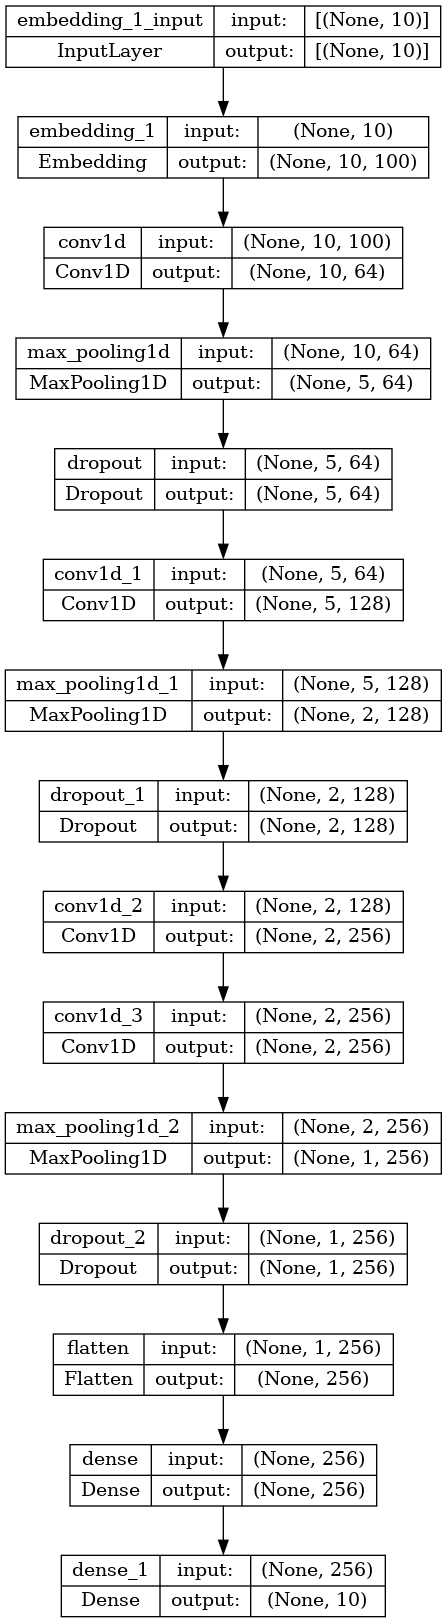 embedding_1_input input: [(None, 10)]
InputLayer output: [(None, 10)]
embedding_1 input: (None, 10)
Embedding output: (None, 10, 100)
conv1d input: (None, 10, 100)
Conv1D output: (None, 10, 64)
max_pooling1d input: (None, 10, 64)
MaxPooling1D output: (None, 5, 64)
dropout input: (None, 5, 64)
Dropout output: (None, 5, 64)
conv1d_1 input: (None, 5, 64)
Conv1D output: (None, 5, 128)
max_pooling1d_1 input: (None, 5, 128)
MaxPooling1D output: (None, 2, 128)
dropout_1 input: (None, 2, 128)
Dropout output: (None, 2, 128)
conv1d_2 input: (None, 2, 128)
Conv1D output: (None, 2, 256)
conv1d_3 input: (None, 2, 256)
Conv1D output: (None, 2, 256)
max_pooling1d_2 input: (None, 2, 256)
MaxPooling1D output: (None, 1, 256)
dropout_2 input: (None, 1, 256)
Dropout output: (None, 1, 256)
flatten input: (None, 1, 256)
Flatten output: (None, 256)
dense input: (None, 256)
Dense output: (None, 256)
dense_1 input: (None, 256)
Dense output: (None, 10)